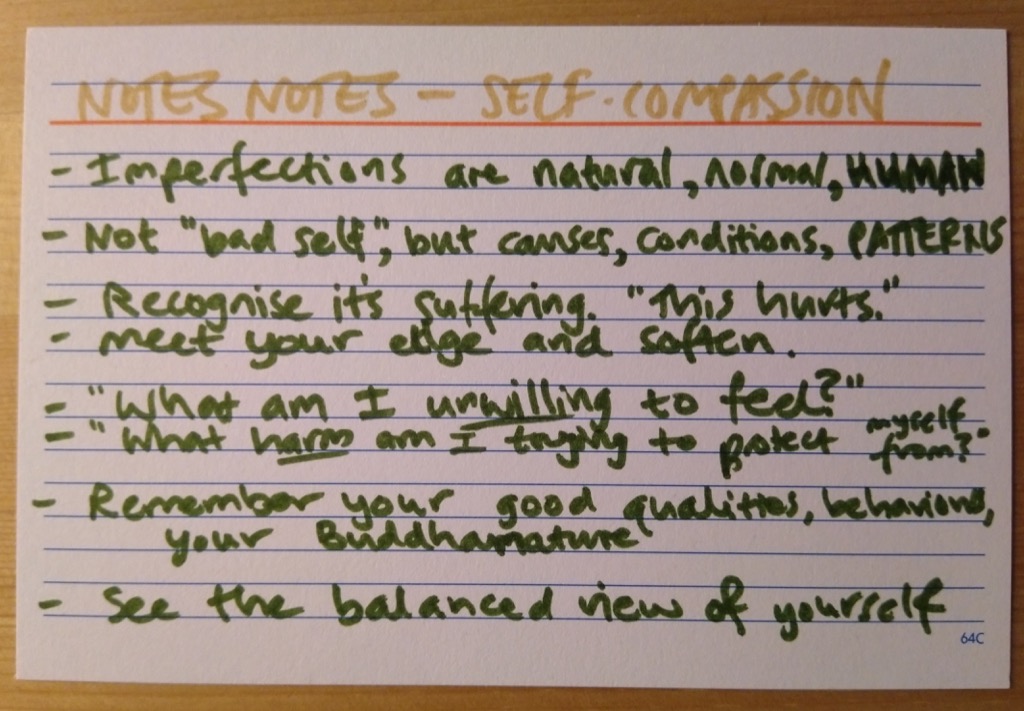 NOTES NOTES - SELF-COMPASSION
- Imperfections are natural, normal, HUMAN
- Not "bad self", but causes, conditions, PATTERNS
- Recognise it's suffering. "This hurts."
- meet your edge and soften.
- "What am I unwilling to feel?"
- "What harm am I trying to protect myself from?"
- Remember your good qualities, behaviours,
your Buddhanature
- See the balanced view of yourself
64C